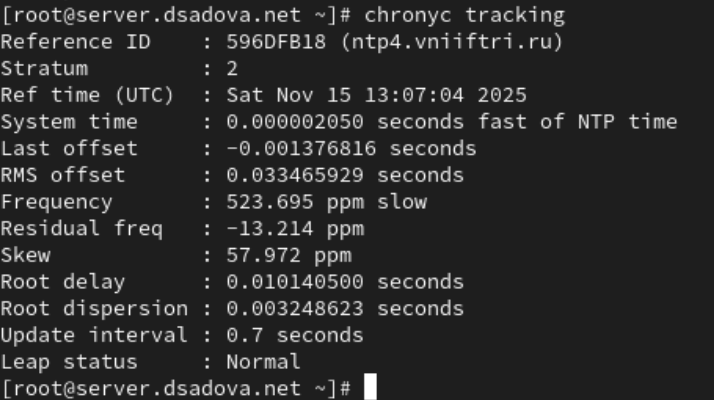 [root@server.dsadova.net ~]# chronyc tracking
Reference ID    : 596DFB18 (ntp4.vniiftri.ru)
Stratum         : 2
Ref time (UTC)  : Sat Nov 15 13:07:04 2025
System time     : 0.000002050 seconds fast of NTP time
Last offset     : -0.001376816 seconds
RMS offset      : 0.033465929 seconds
Frequency       : 523.695 ppm slow
Residual freq   : -13.214 ppm
Skew            : 57.972 ppm
Root delay      : 0.010140500 seconds
Root dispersion : 0.003248623 seconds
Update interval : 0.7 seconds
Leap status     : Normal
[root@server.dsadova.net ~]#